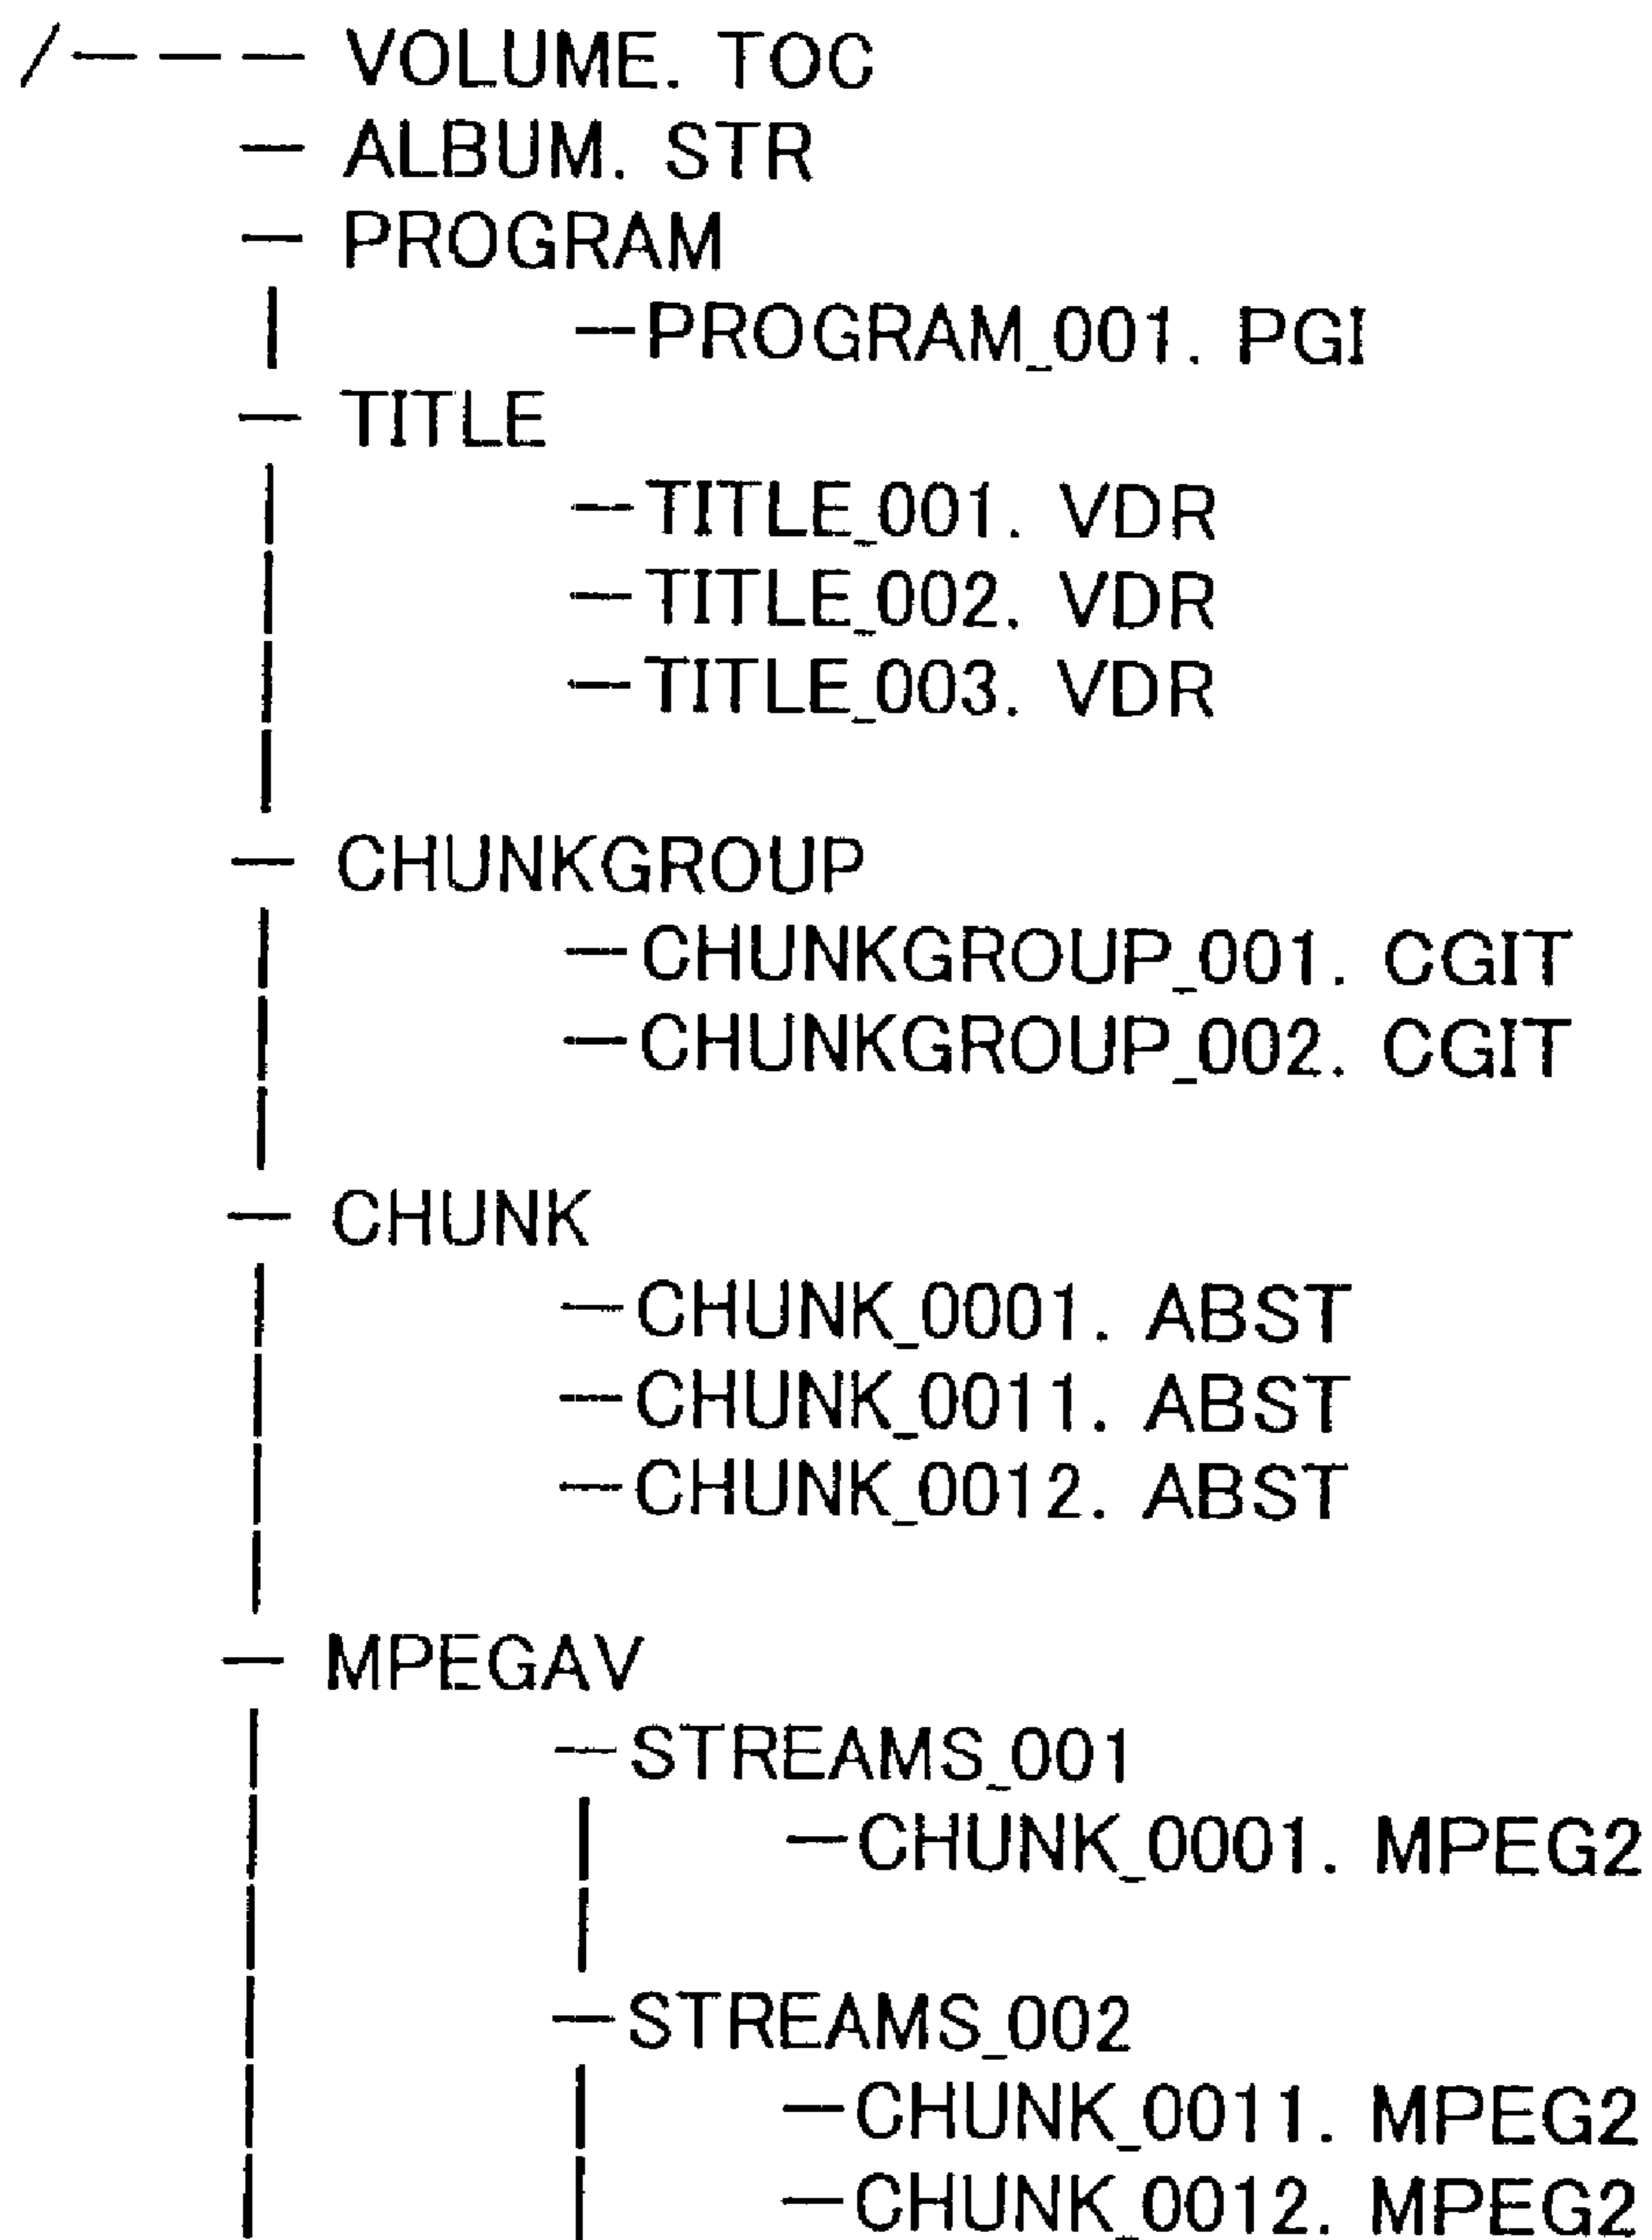 /――― VOLUME. TOC
― ALBUM. STR
― PROGRAM
―PROGRAM_001. PGI
― TITLE
―TITLE_001. VDR
―TITLE_002. VDR
―TITLE_003. VDR
― CHUNKGROUP
―CHUNKGROUP_001. CGIT
―CHUNKGROUP_002. CGIT
― CHUNK
―CHUNK_0001. ABST
―CHUNK_0011. ABST
―CHUNK_0012. ABST
― MPEGAV
―STREAMS_001
―CHUNK_0001. MPEG2
―STREAMS_002
―CHUNK_0011. MPEG2
―CHUNK_0012. MPEG2